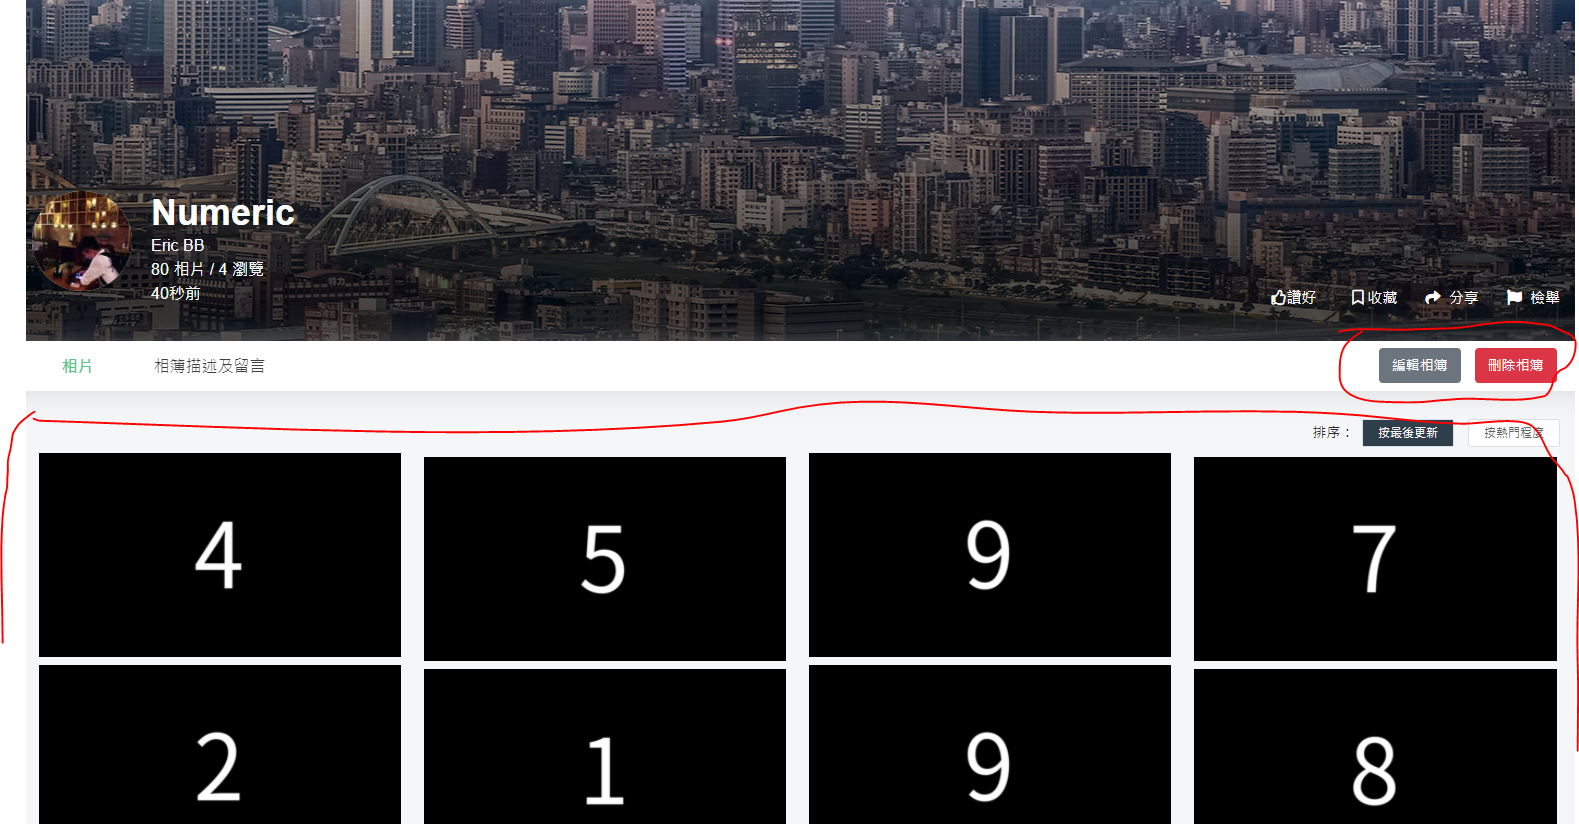 Numeric
Eric BB
80 相片 / 4 瀏覽
40秒前
讚好 收藏 分享 檢舉
相片 相簿描述及留言 編輯相簿 刪除相簿
排序： 按最後更新 按熱門程度
4 5 9 7
2 1 9 8